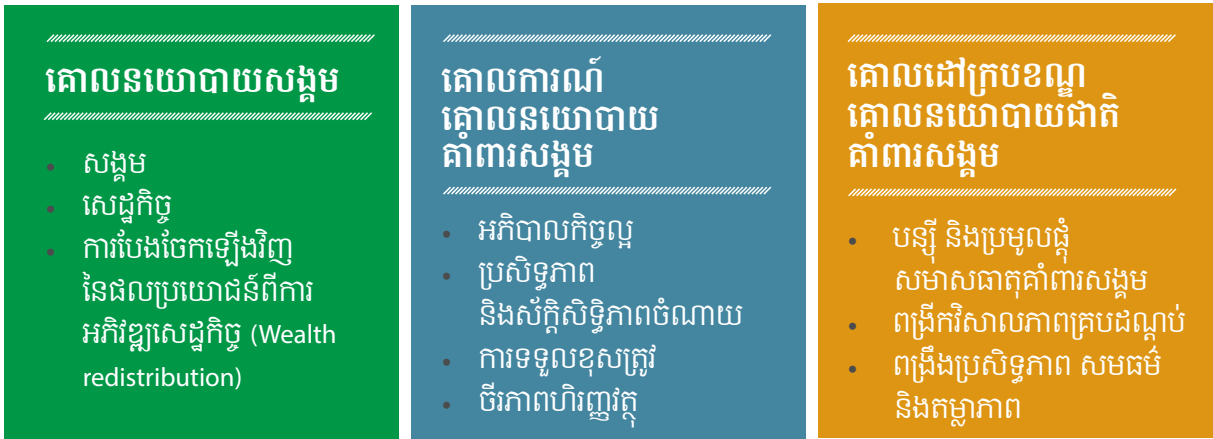 គោលនយោបាយសង្គម
• សង្គម
• សេដ្ឋកិច្ច
• ការបែងចែកឡើងវិញ
នៃផលប្រយោជន៍ពីការ
អភិវឌ្ឍសេដ្ឋកិច្ច (Wealth
redistribution)
គោលការណ៍
គោលនយោបាយ
គាំពារសង្គម
• អភិបាលកិច្ចល្អ
• ប្រសិទ្ធភាព
និងស័ក្តិសិទ្ធិភាពចំណាយ
• ការទទួលខុសត្រូវ
• ចីរភាពហិរញ្ញវត្ថុ
គោលដៅក្របខណ្ឌ
គោលនយោបាយជាតិ
គាំពារសង្គម
• បន្ស៊ី និងប្រមូលផ្តុំ
សមាសធាតុគាំពារសង្គម
• ពង្រីកវិសាលភាពគ្របដណ្តប់
• ពង្រឹងប្រសិទ្ធភាព សមធម៌
និងតម្លាភាព